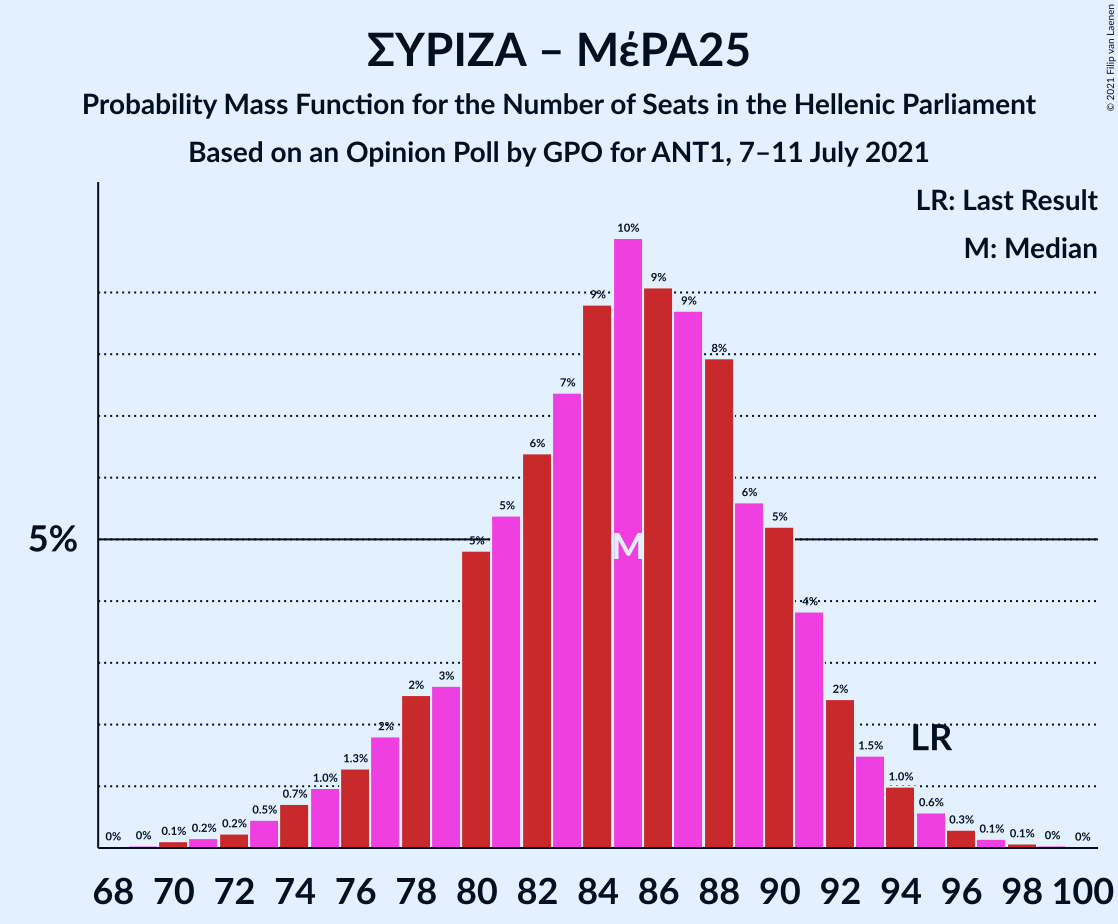 ΣΥΡΙΖΑ – ΜέΡΑ25
Probability Mass Function for the Number of Seats in the Hellenic Parliament
Based on an Opinion Poll by GPO for ANT1, 7–11 July 2021
© 2021 Filip van Laenen
LR: Last Result
M: Median
10%
9%
9%
9%
8%
7%
6%
6%
5%
5%
5%
5%
M
4%
3%
2%
2%
2%
LR
1.5%
1.3%
1.0%
1.0%
0.7%
0.6%
0.5%
0.3%
0% 0% 0.1% 0.2% 0.2%
0.1% 0.1% 0% 0%
68 70 72 74 76 78 80 82 84 86 88 90 92 94 96 98 100